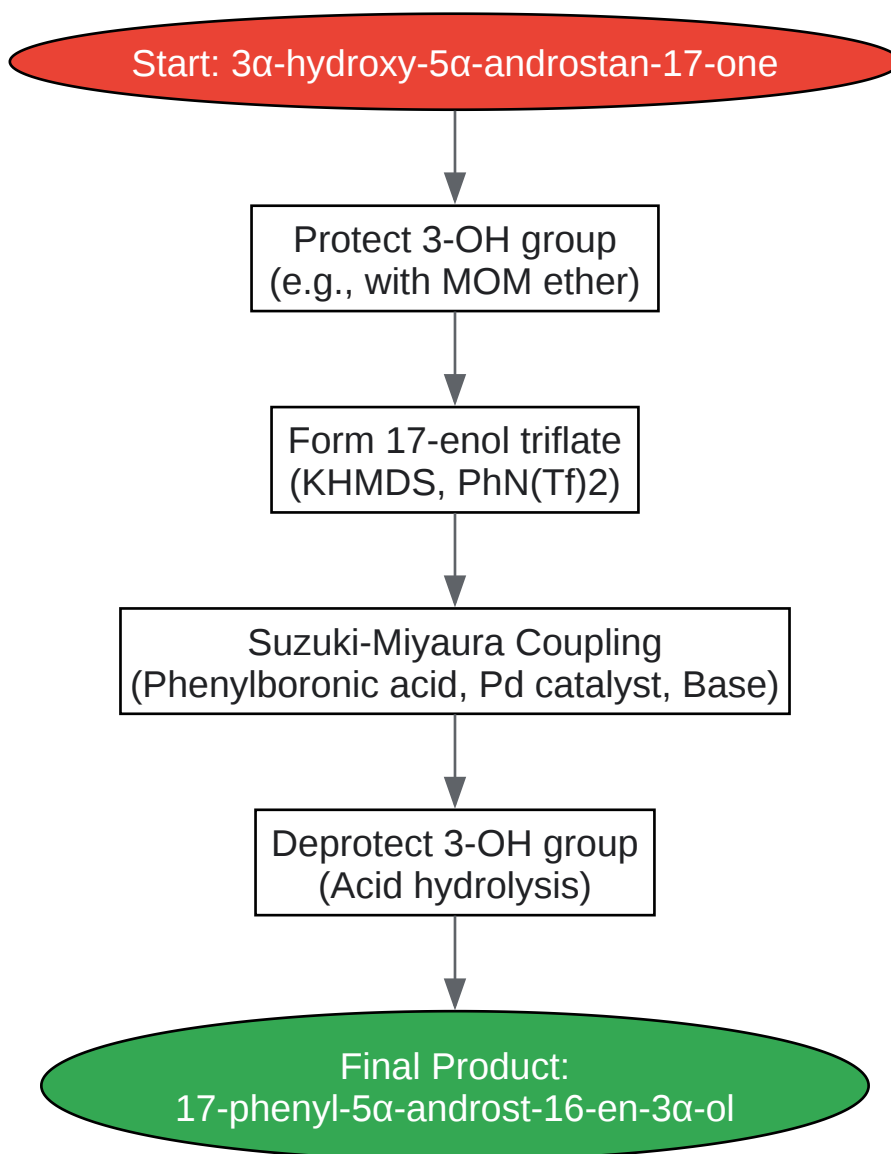 Start: 3α-hydroxy-5α-androstan-17-one
Protect 3-OH group
(e.g., with MOM ether)
Form 17-enol triflate
(KHMDS, PhN(Tf)2)
Suzuki-Miyaura Coupling
(Phenylboronic acid, Pd catalyst, Base)
Deprotect 3-OH group
(Acid hydrolysis)
Final Product:
17-phenyl-5α-androst-16-en-3α-ol